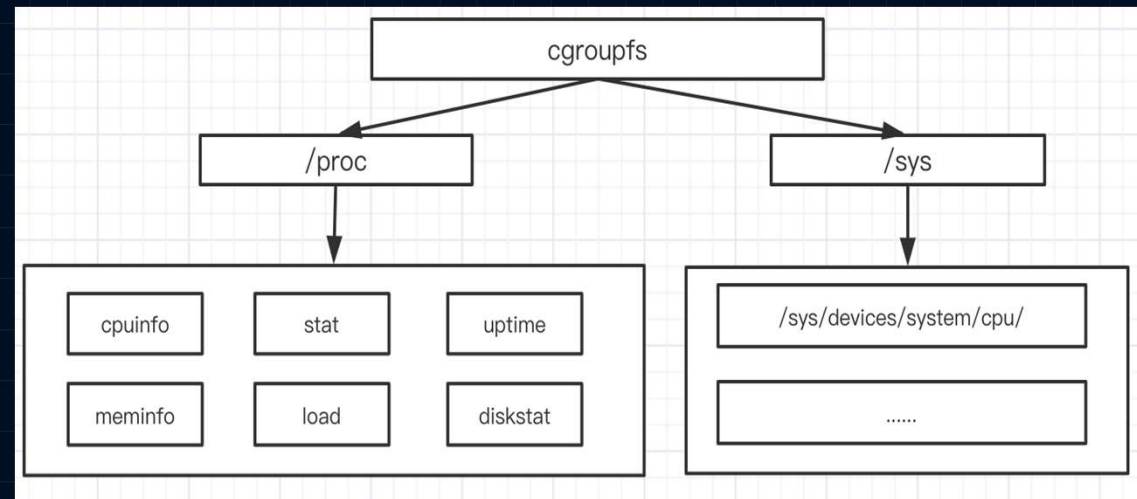 cgroupfs
/proc
/sys
cpuinfo
stat
uptime
/sys/devices/system/cpu/
meminfo
load
diskstat
......